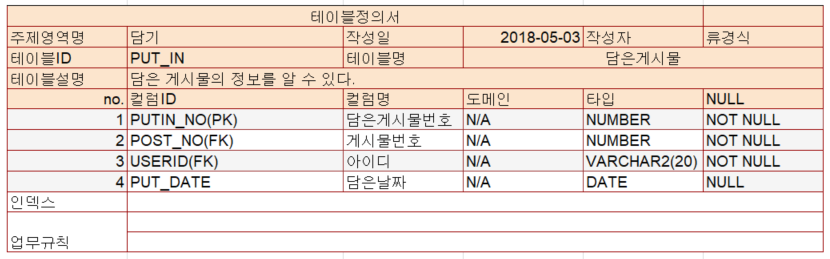 테이블정의서
주제영역명 담기 작성일 2018-05-03 작성자 류경식
테이블ID PUT_IN 테이블명 담은게시물
테이블설명 담은 게시물의 정보를 알 수 있다.
no. 컬럼ID 컬럼명 도메인 타입 NULL
1 PUTIN_NO(PK) 담은게시물번호 N/A NUMBER NOT NULL
2 POST_NO(FK) 게시물번호 N/A NUMBER NOT NULL
3 USERID(FK) 아이디 N/A VARCHAR2(20) NOT NULL
4 PUT_DATE 담은날짜 N/A DATE NULL
인덱스
업무규칙